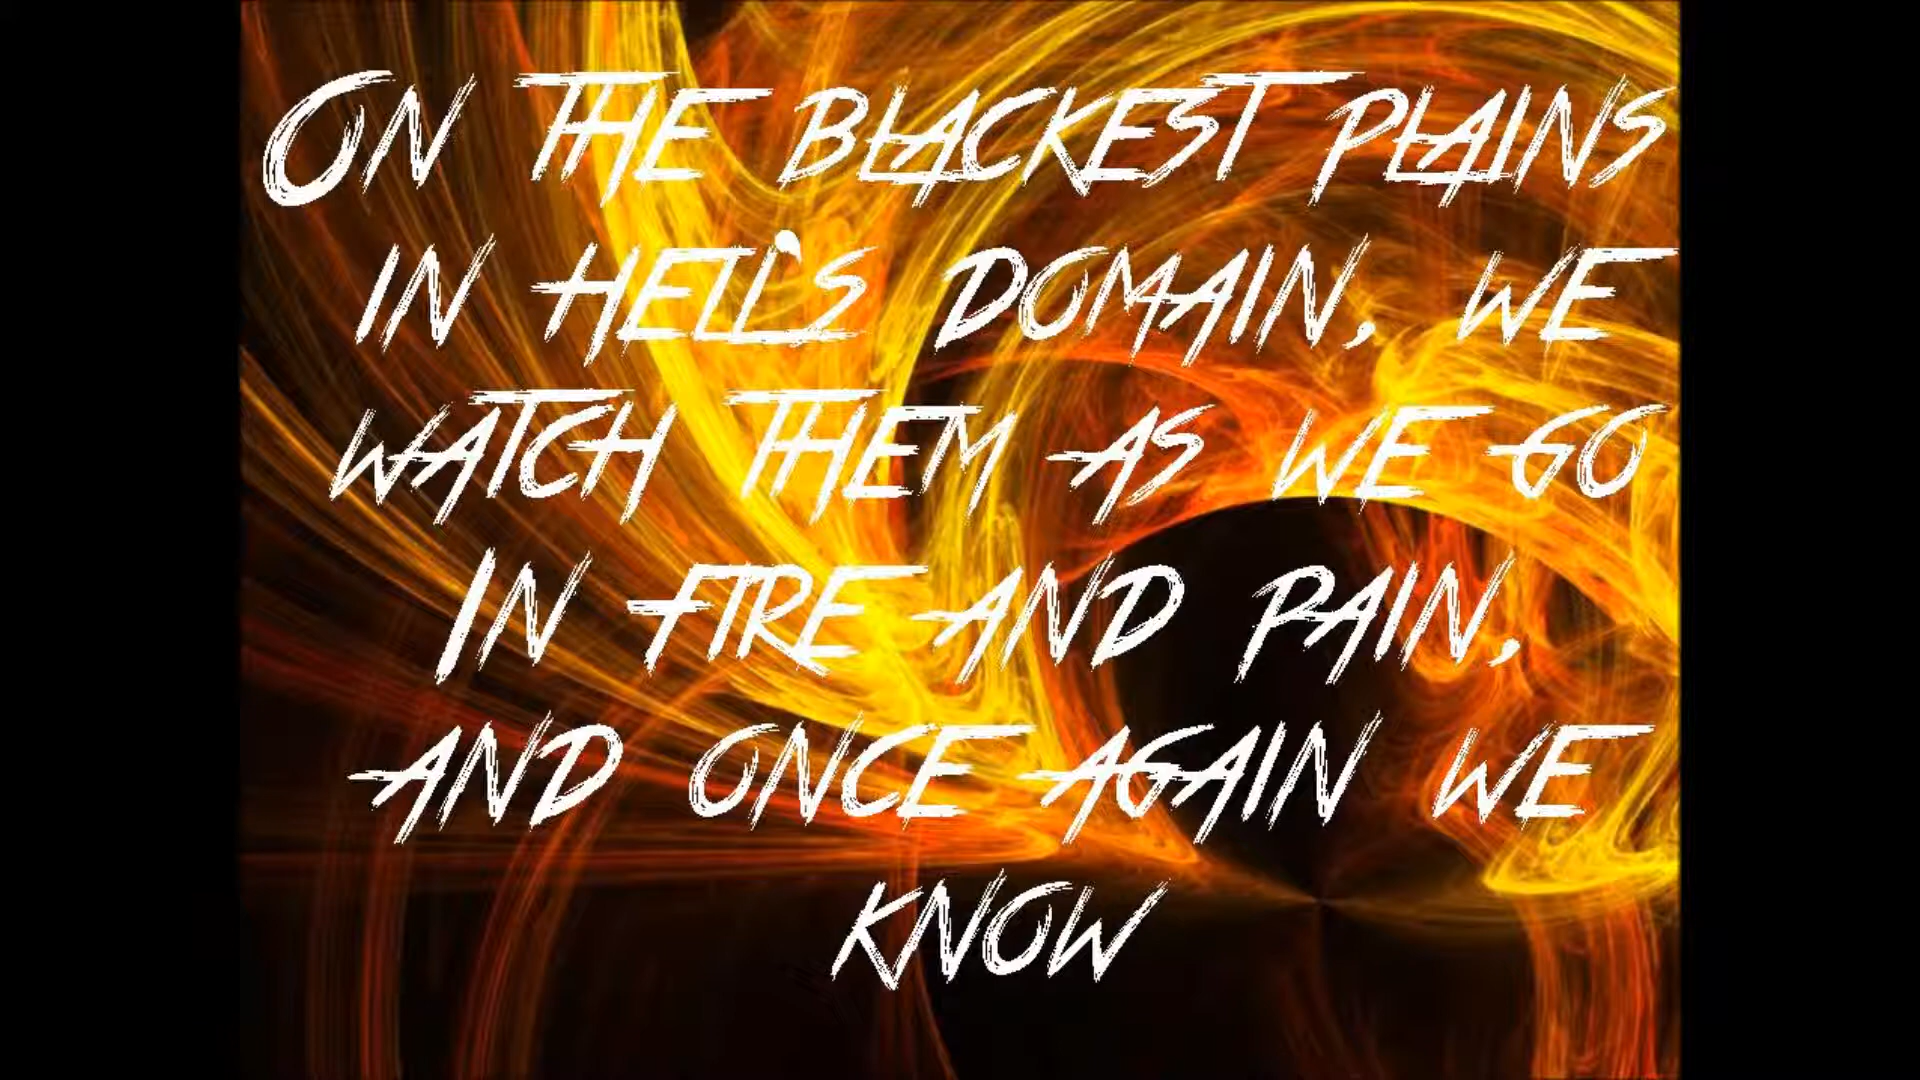 On the blackest plains
in Hell's domain, we
watch them as we go
In fire and pain,
and once again we
know